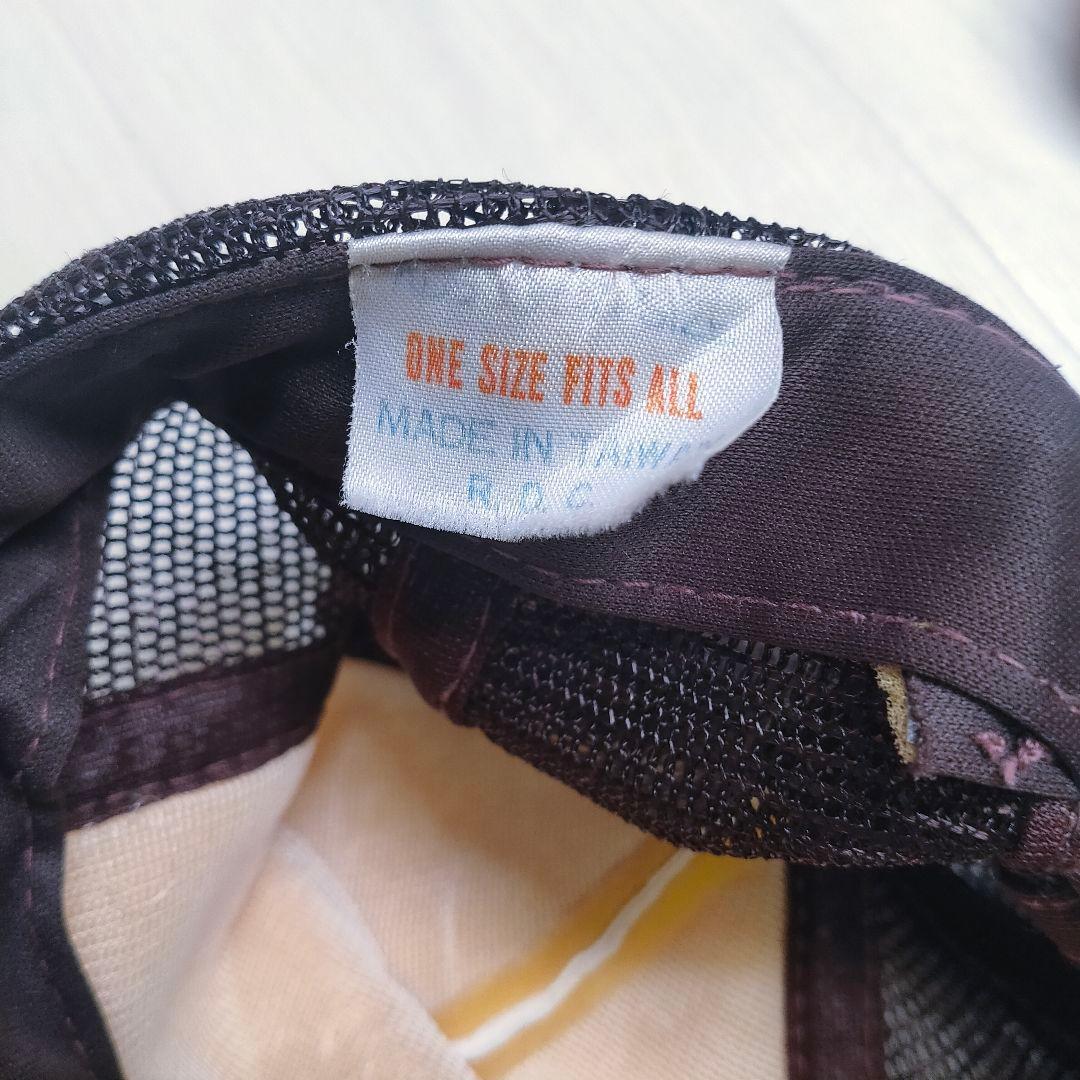 ONE SIZE FITS ALL
MADE IN TAIWA
R. O. C.